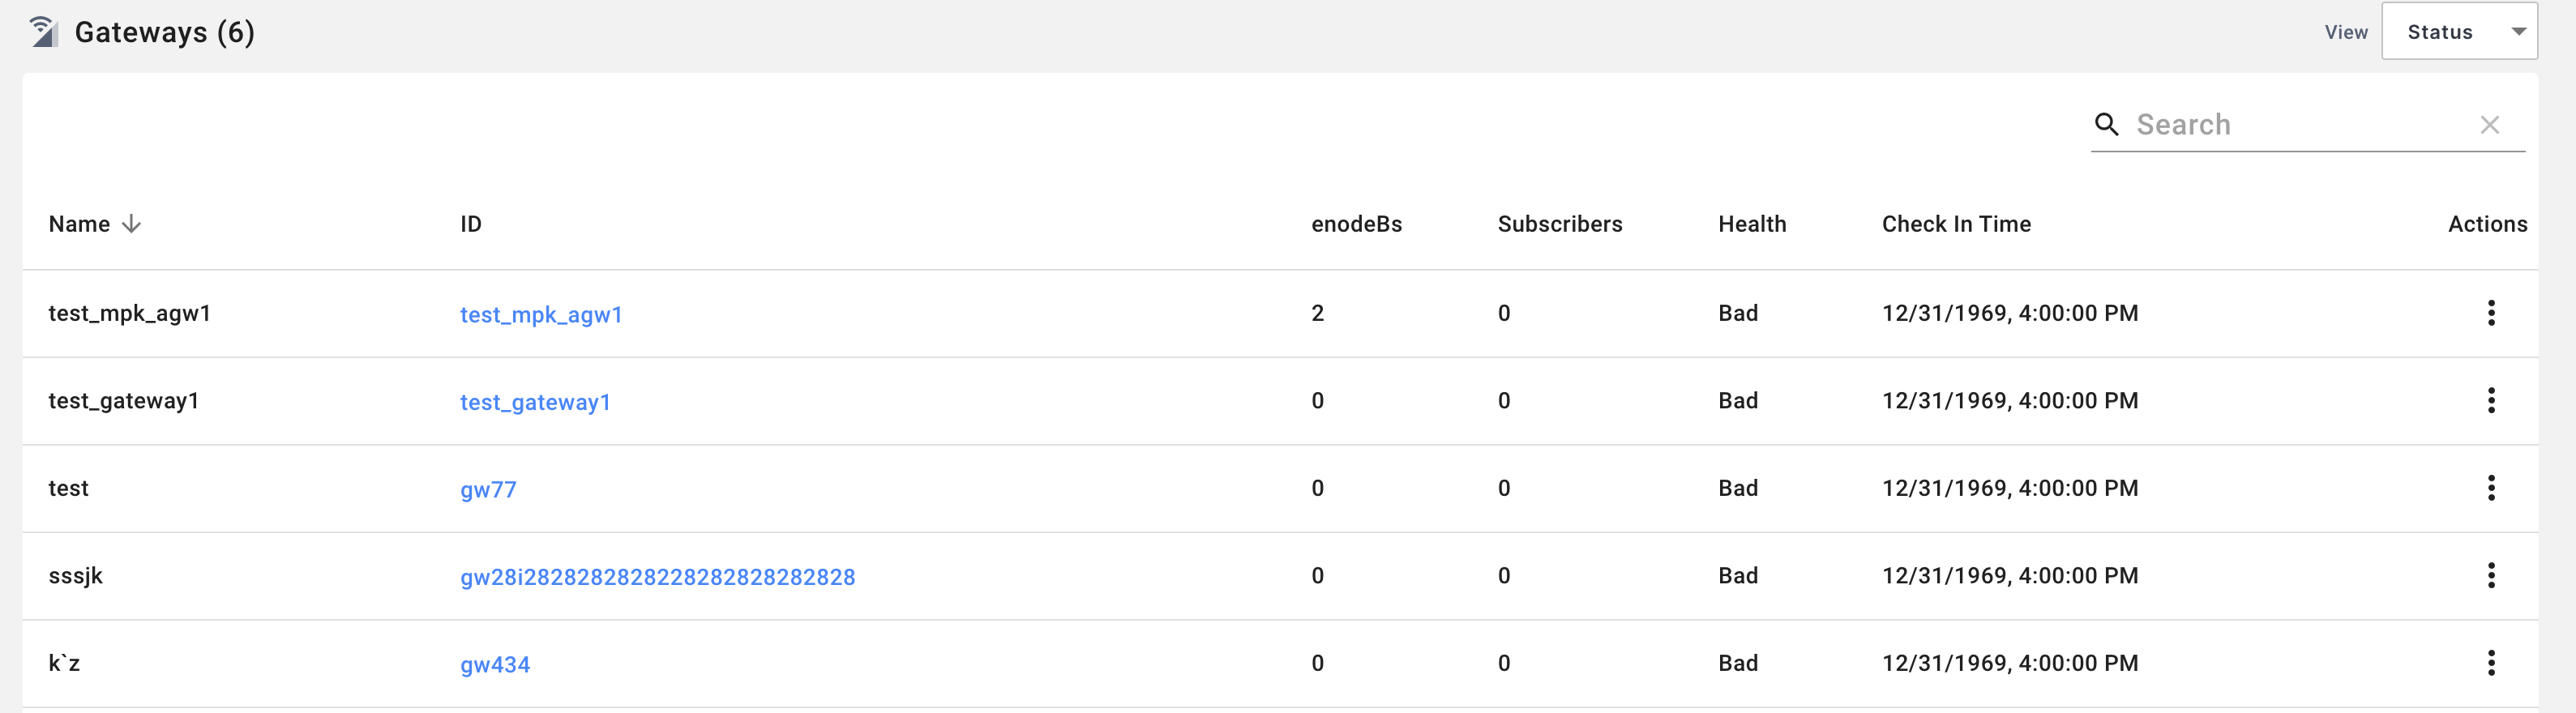 Gateways (6) View Status
Search
Name ID enodeBs Subscribers Health Check In Time Actions
test_mpk_agw1 test_mpk_agw1 2 0 Bad 12/31/1969, 4:00:00 PM
test_gateway1 test_gateway1 0 0 Bad 12/31/1969, 4:00:00 PM
test gw77 0 0 Bad 12/31/1969, 4:00:00 PM
sssjk gw28i2828282828228282828282828 0 0 Bad 12/31/1969, 4:00:00 PM
k`z gw434 0 0 Bad 12/31/1969, 4:00:00 PM